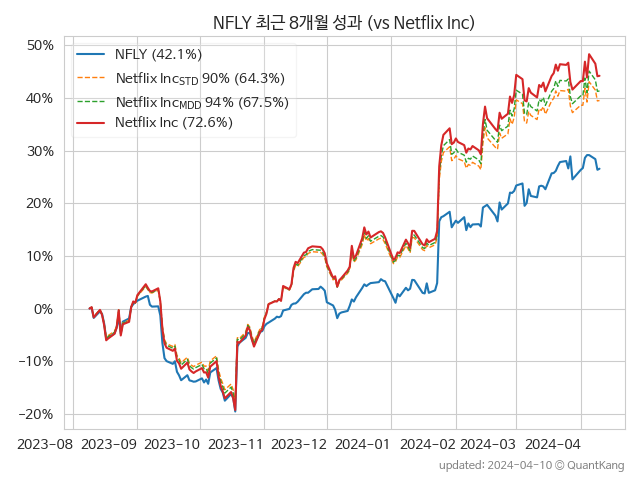 NFLY 최근 8개월 성과 (vs Netflix Inc)
NFLY (42.1%)
Netflix Inc_STD 90% (64.3%)
Netflix Inc_MDD 94% (67.5%)
Netflix Inc (72.6%)
50%
40%
30%
20%
10%
0%
−10%
−20%
2023-08 2023-09 2023-10 2023-11 2023-12 2024-01 2024-02 2024-03 2024-04
updated: 2024-04-10 © QuantKang